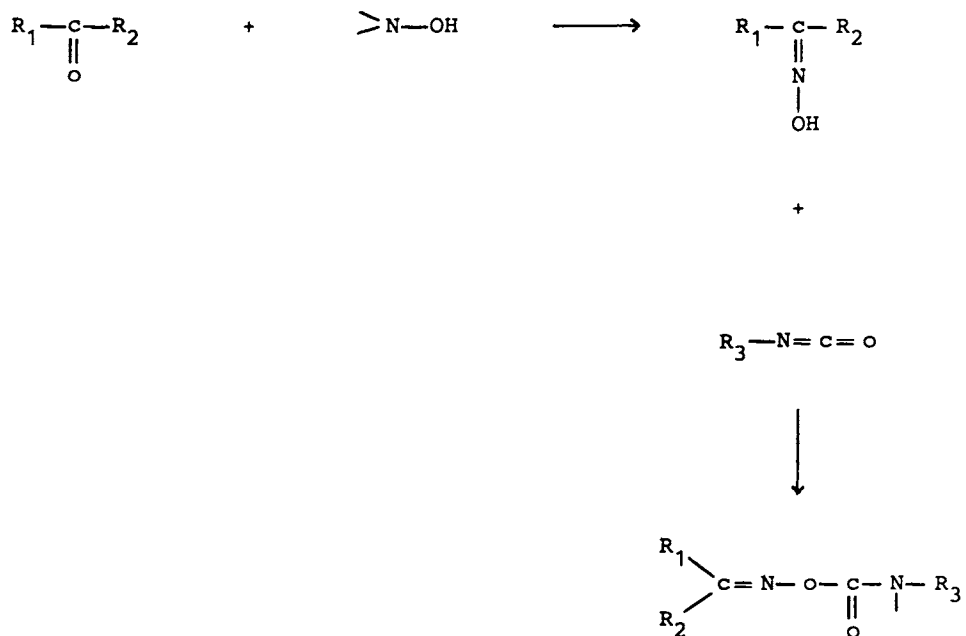 R1—C—R2 + >N—OH ⟶ R1—C—R2
‖ ‖
O N
OH
+
R3—N=C=O
R1
C=N—O—C—N—R3
R2 ‖
O